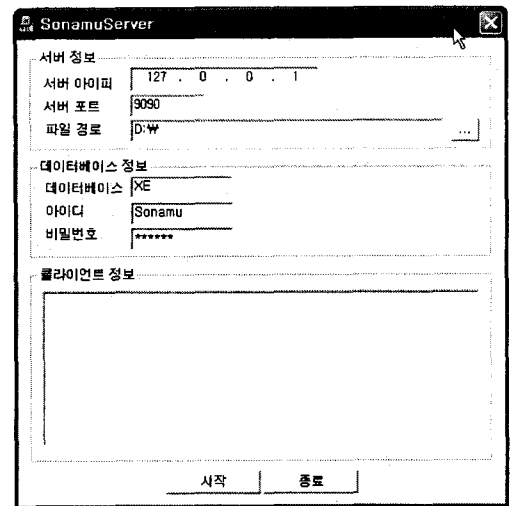 SonamuServer
서버 정보
서버 아이피 127 . 0 . 0 . 1
서버 포트 9090
파일 경로 D:₩ ...
데이터베이스 정보
데이터베이스 XE
아이디 Sonamu
비밀번호 ******
클라이언트 정보
시작 종료